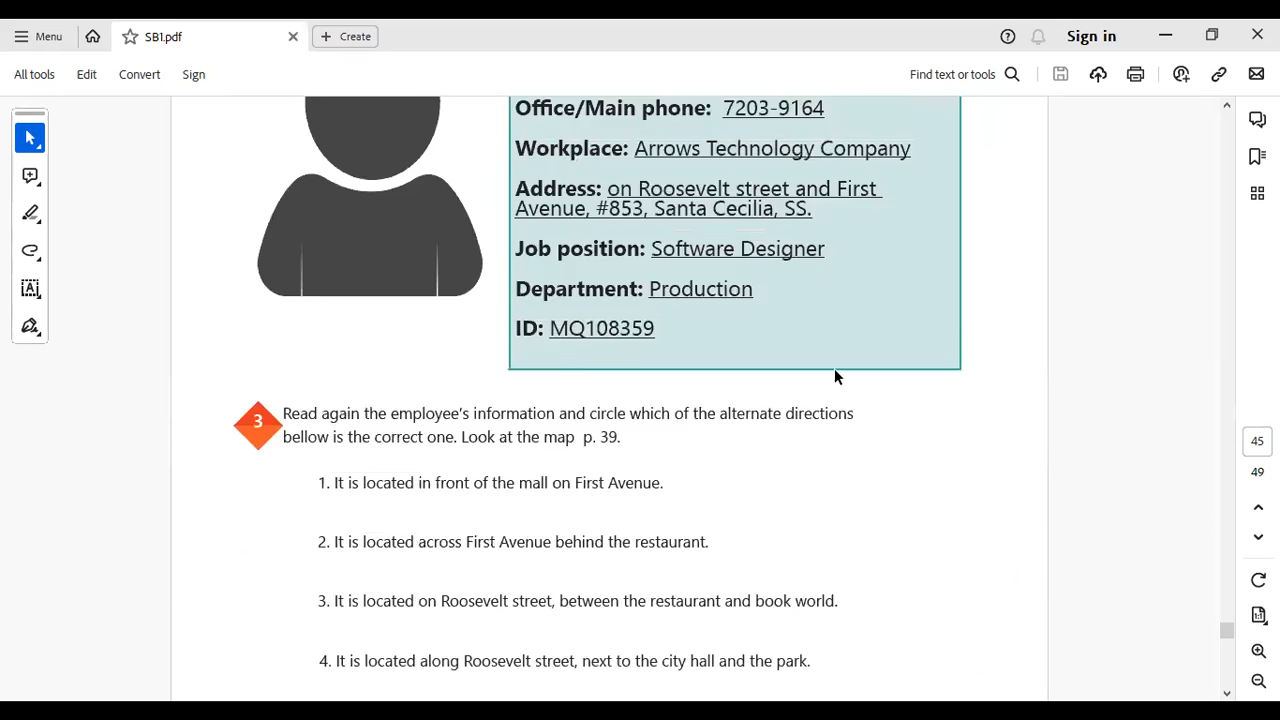 Menu
SB1.pdf
Create
Sign in
All tools
Edit
Convert
Sign
Find text or tools
Office/Main phone: 7203-9164
Workplace: Arrows Technology Company
Address: on Roosevelt street and First
Avenue, #853, Santa Cecilia, SS.
Job position: Software Designer
Department: Production
ID: MQ108359
3
Read again the employee's information and circle which of the alternate directions
bellow is the correct one. Look at the map p. 39.
1. It is located in front of the mall on First Avenue.
2. It is located across First Avenue behind the restaurant.
3. It is located on Roosevelt street, between the restaurant and book world.
4. It is located along Roosevelt street, next to the city hall and the park.
45
49